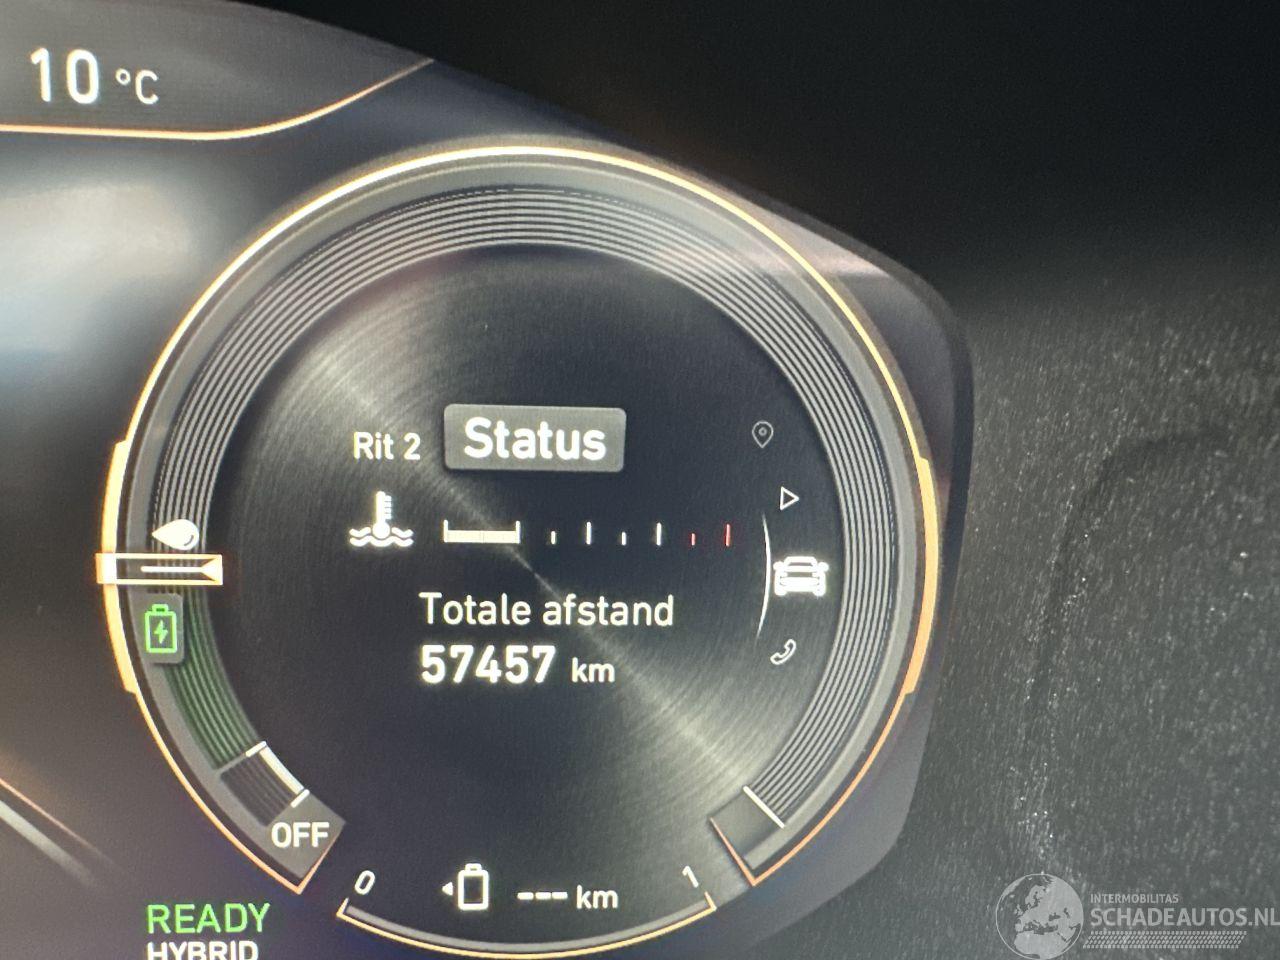 10 °C
Rit 2 Status
Totale afstand
57457 km
OFF
0 --- km 1
READY
HYBRID
INTERMOBILITAS
SCHADEAUTOS.NL